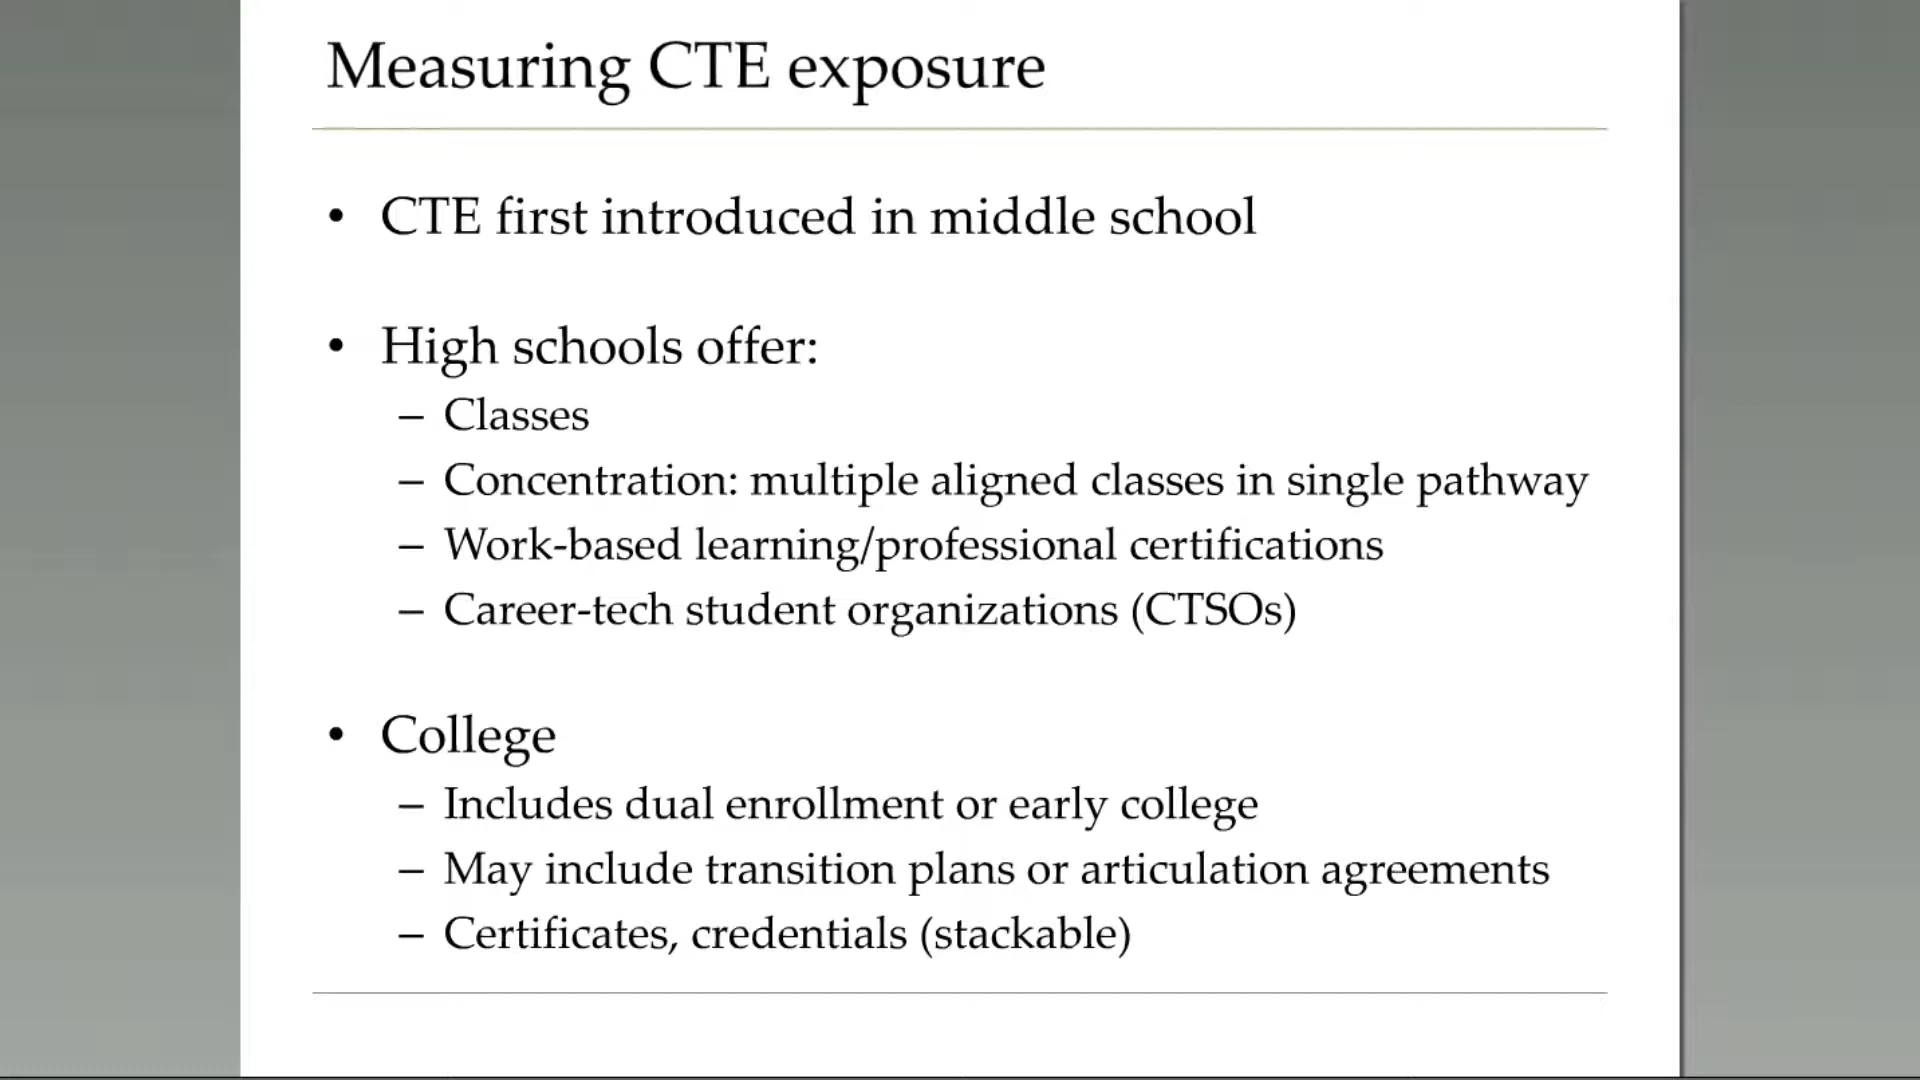 Measuring CTE exposure
• CTE first introduced in middle school
• High schools offer:
– Classes
– Concentration: multiple aligned classes in single pathway
– Work-based learning/professional certifications
– Career-tech student organizations (CTSOs)
• College
– Includes dual enrollment or early college
– May include transition plans or articulation agreements
– Certificates, credentials (stackable)